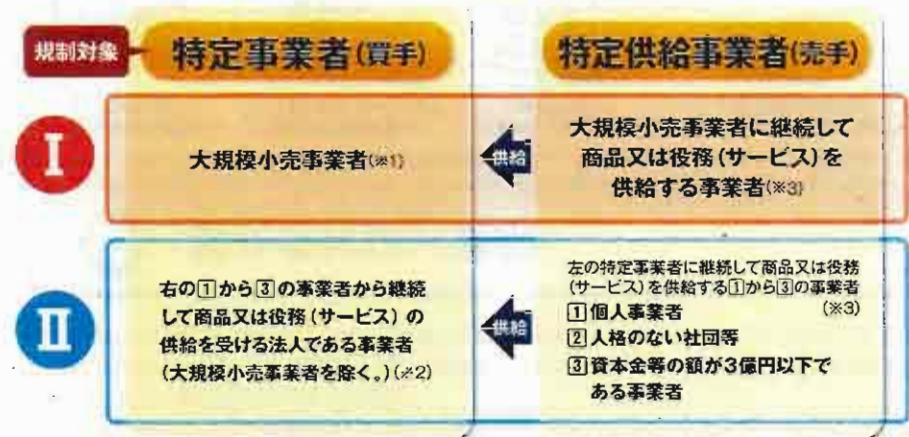 規制対象
特定事業者(買手)
特定供給事業者(売手)
I
大規模小売事業者(※1)
供給
大規模小売事業者に継続して
商品又は役務(サービス)を
供給する事業者(※3)
II
右の1から3の事業者から継続
して商品又は役務(サービス)の
供給を受ける法人である事業者
(大規模小売事業者を除く。)(※2)
供給
左の特定事業者に継続して商品又は役務
(サービス)を供給する1から3の事業者
(※3)
1個人事業者
2人格のない社団等
3資本金等の額が3億円以下で
ある事業者